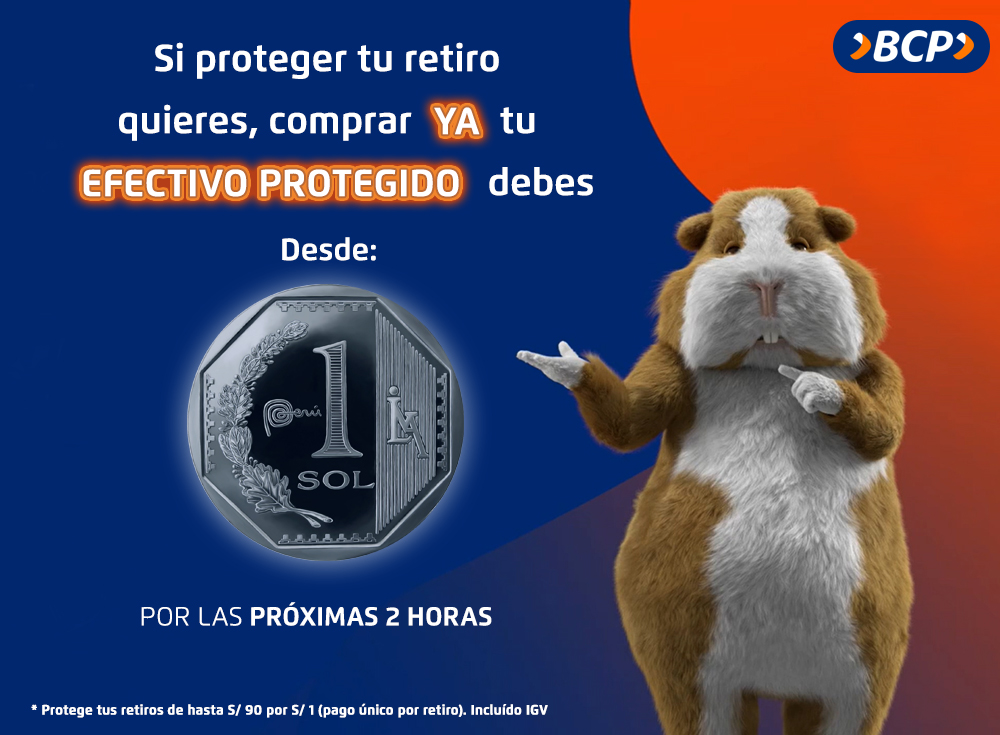 BCP
Si proteger tu retiro
quieres, comprar YA tu
EFECTIVO PROTEGIDO debes
Desde:
Perú
1
SOL
POR LAS PRÓXIMAS 2 HORAS
* Protege tus retiros de hasta S/ 90 por S/ 1 (pago único por retiro). Incluído IGV